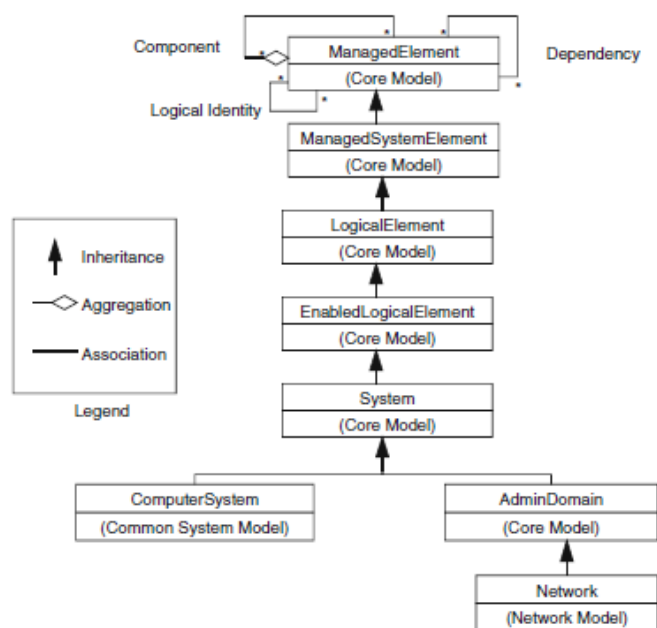 Component
*
*
*
ManagedElement
(Core Model)
*
*
*
Dependency
Logical Identity
ManagedSystemElement
(Core Model)
LogicalElement
(Core Model)
Inheritance
Aggregation
Association
Legend
EnabledLogicalElement
(Core Model)
System
(Core Model)
ComputerSystem
(Common System Model)
AdminDomain
(Core Model)
Network
(Network Model)